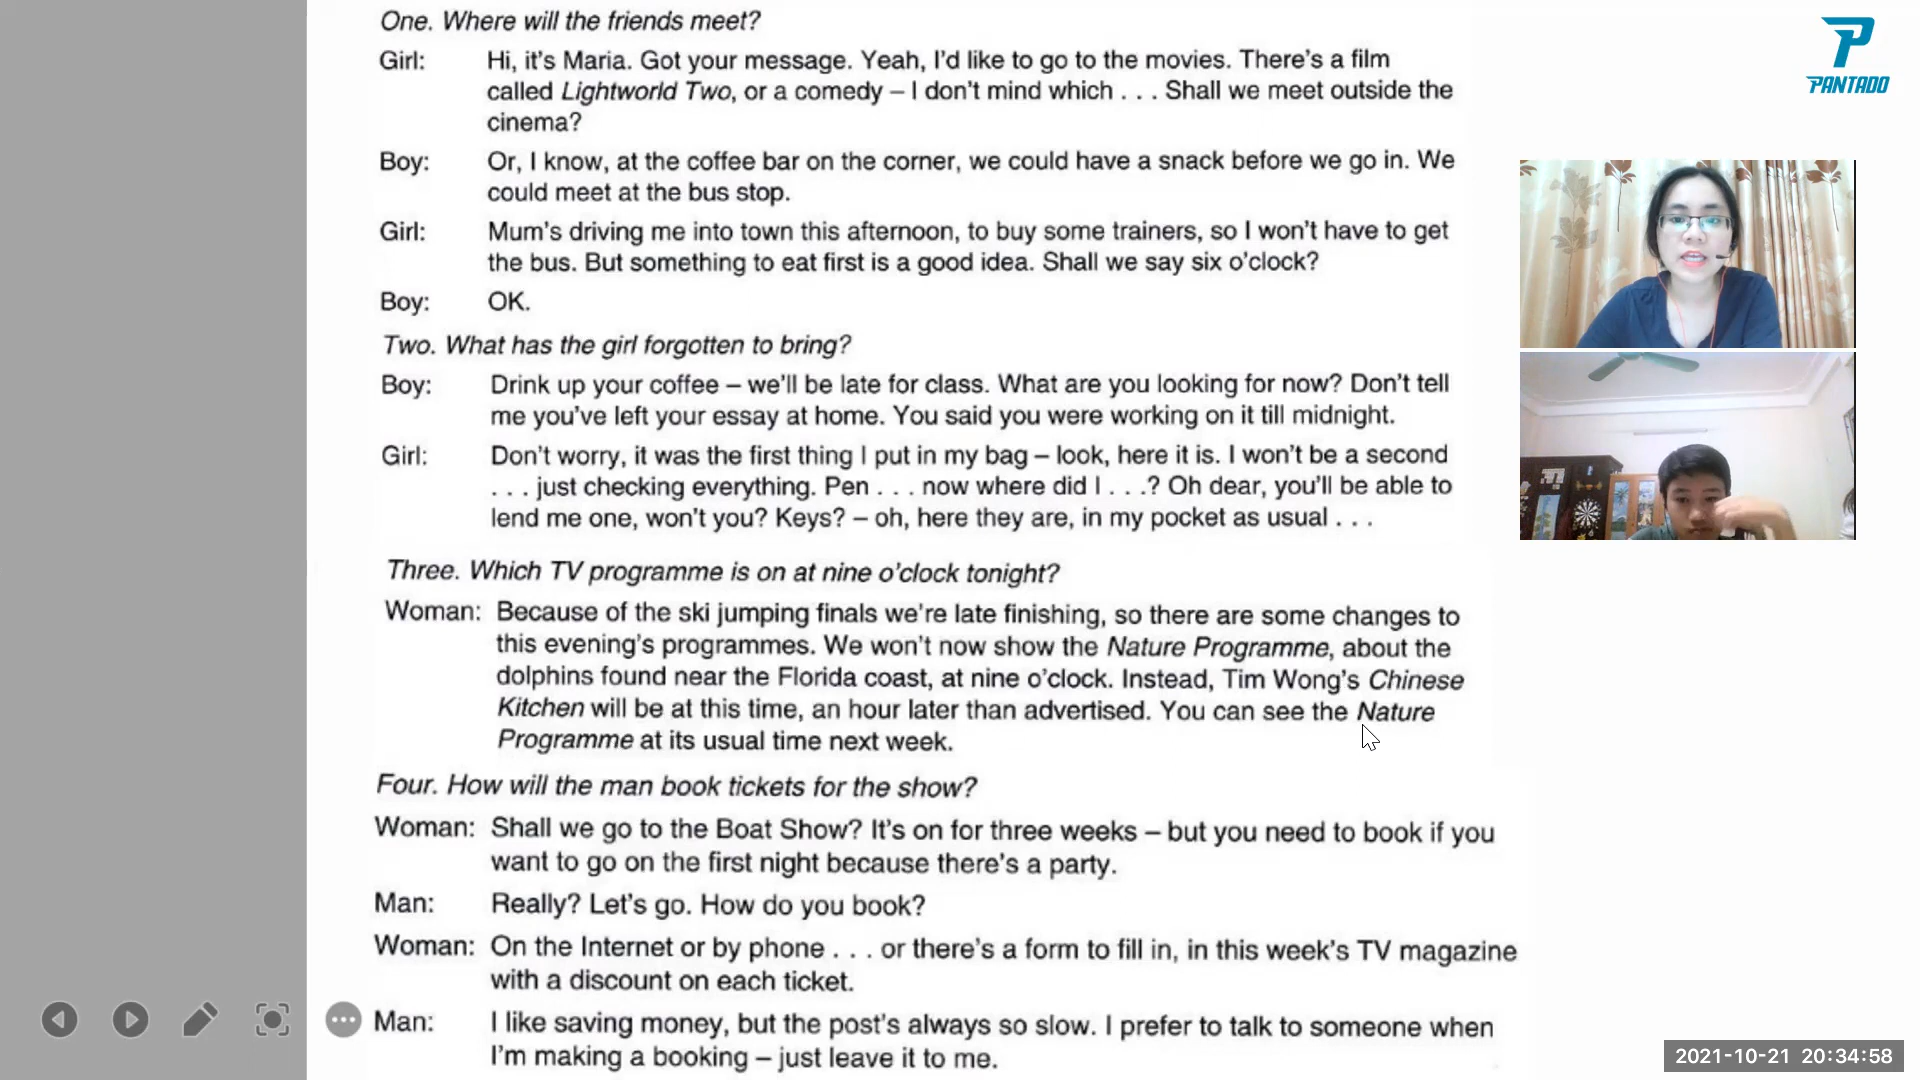 One. Where will the friends meet?
Girl: Hi, it's Maria. Got your message. Yeah, I'd like to go to the movies. There's a film
called Lightworld Two, or a comedy – I don't mind which . . . Shall we meet outside the
cinema?
Boy: Or, I know, at the coffee bar on the corner, we could have a snack before we go in. We
could meet at the bus stop.
Girl: Mum's driving me into town this afternoon, to buy some trainers, so I won't have to get
the bus. But something to eat first is a good idea. Shall we say six o'clock?
Boy: OK.
Two. What has the girl forgotten to bring?
Boy: Drink up your coffee – we'll be late for class. What are you looking for now? Don't tell
me you've left your essay at home. You said you were working on it till midnight.
Girl: Don't worry, it was the first thing I put in my bag – look, here it is. I won't be a second
. . . just checking everything. Pen . . . now where did I . . .? Oh dear, you'll be able to
lend me one, won't you? Keys? – oh, here they are, in my pocket as usual . . .
Three. Which TV programme is on at nine o'clock tonight?
Woman: Because of the ski jumping finals we're late finishing, so there are some changes to
this evening's programmes. We won't now show the Nature Programme, about the
dolphins found near the Florida coast, at nine o'clock. Instead, Tim Wong's Chinese
Kitchen will be at this time, an hour later than advertised. You can see the Nature
Programme at its usual time next week.
Four. How will the man book tickets for the show?
Woman: Shall we go to the Boat Show? It's on for three weeks – but you need to book if you
want to go on the first night because there's a party.
Man: Really? Let's go. How do you book?
Woman: On the Internet or by phone . . . or there's a form to fill in, in this week's TV magazine
with a discount on each ticket.
Man: I like saving money, but the post's always so slow. I prefer to talk to someone when
I'm making a booking – just leave it to me.
PANTADO
2021-10-21 20:34:58